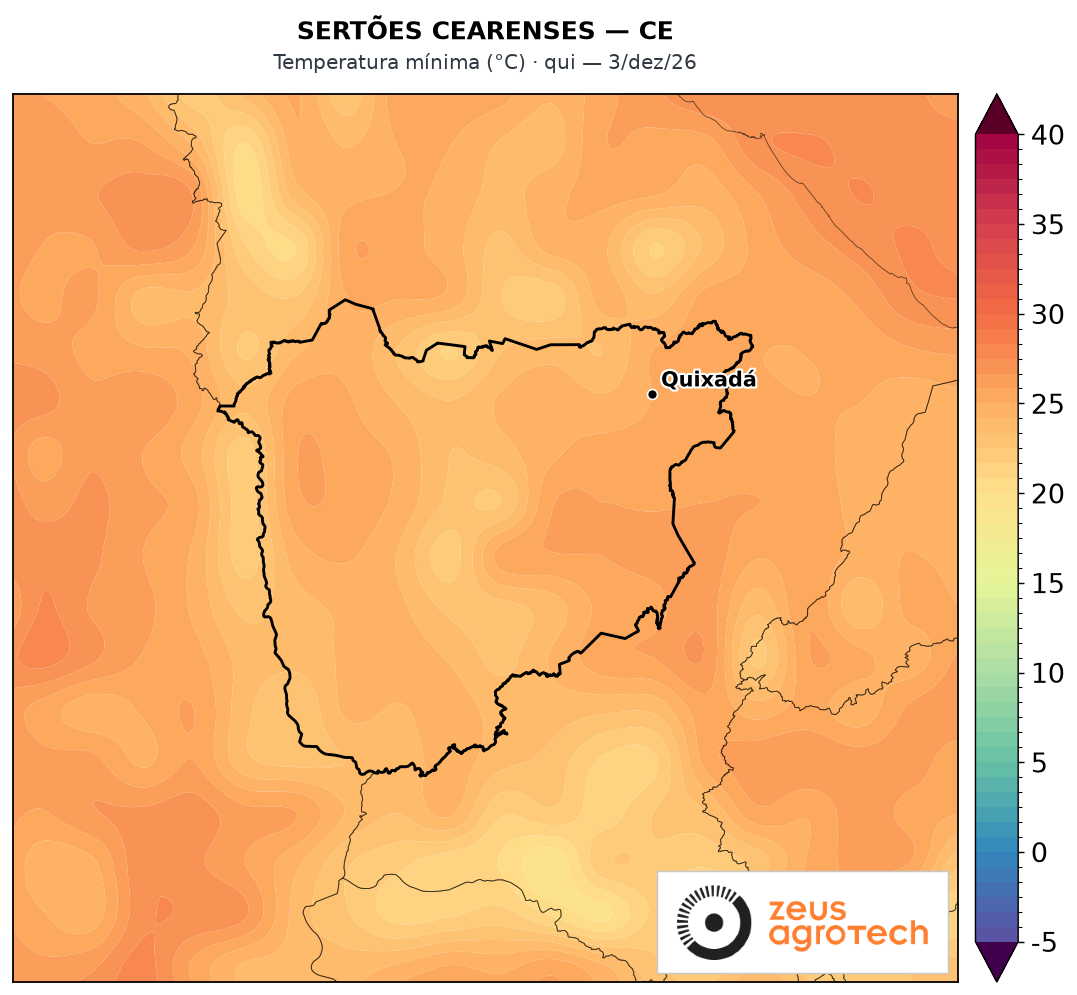 SERTÕES CEARENSES — CE
Temperatura mínima (°C) · qui — 3/dez/26
Quixadá
40
35
30
25
20
15
10
5
0
-5
zeus
agrotech